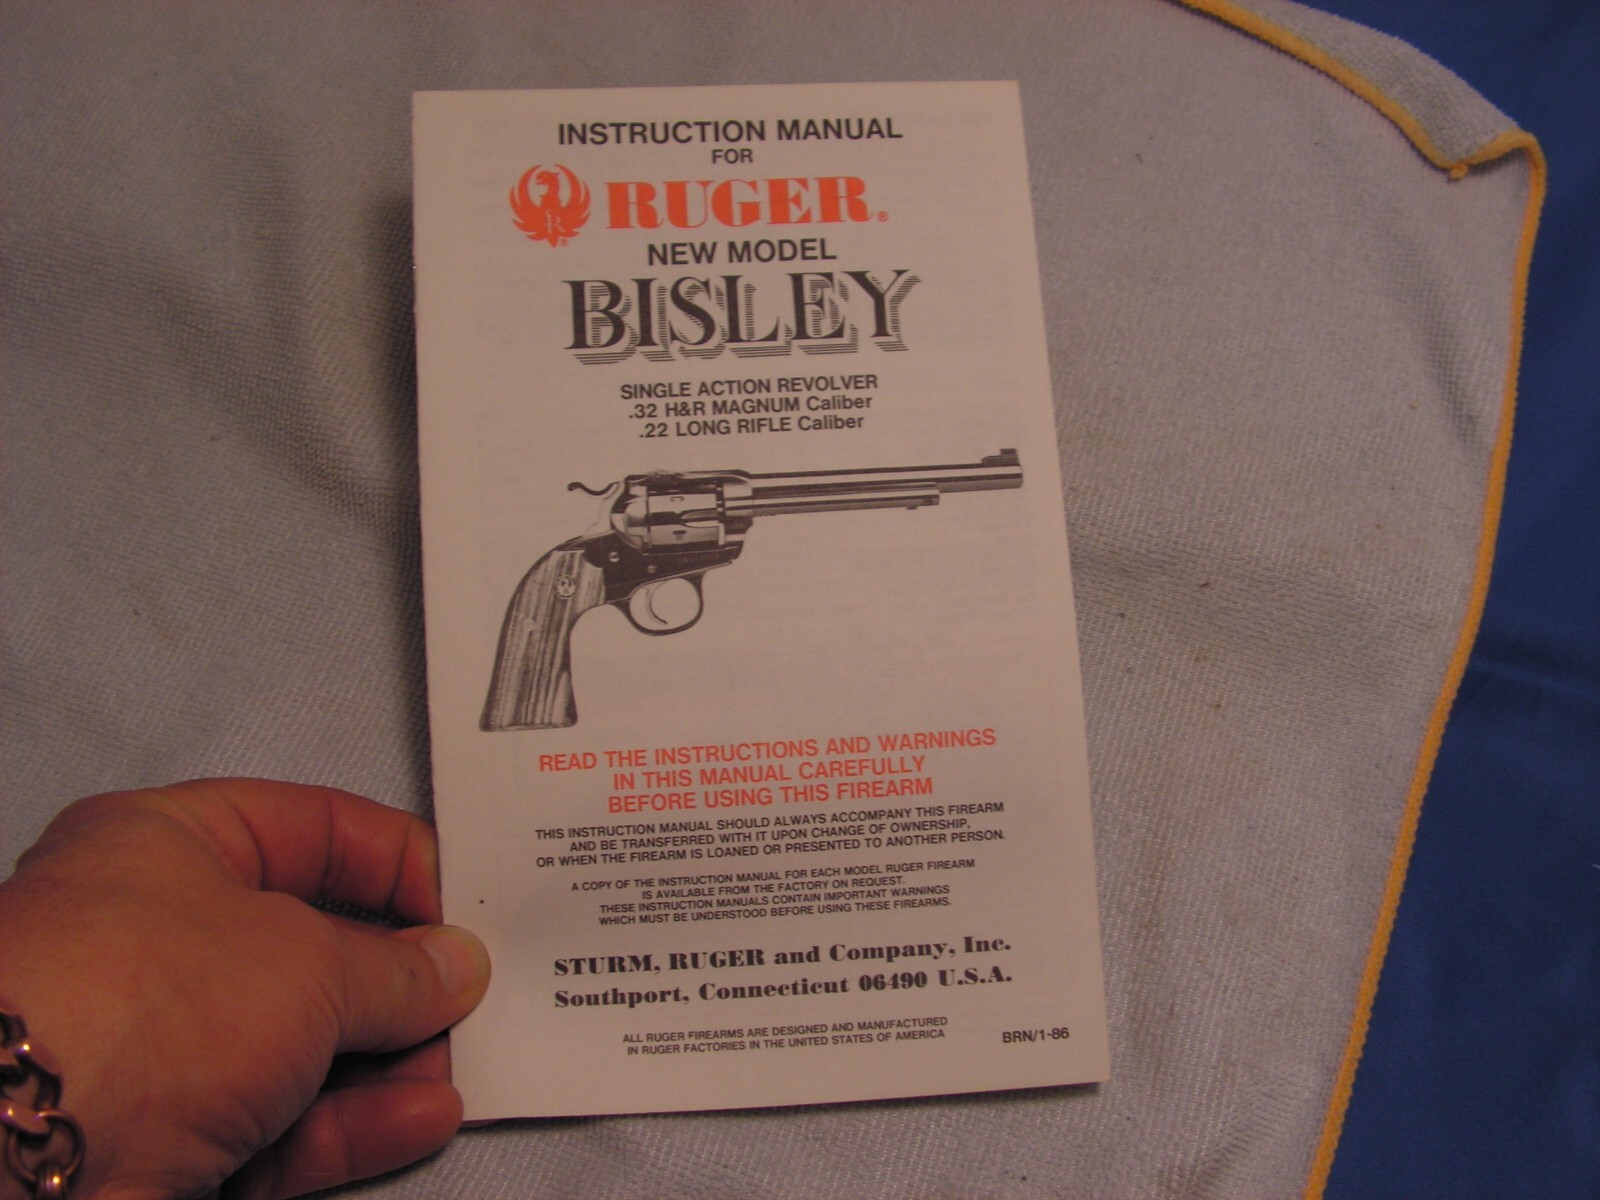 INSTRUCTION MANUAL
FOR
RUGER®
NEW MODEL
BISLEY
SINGLE ACTION REVOLVER
.32 H&R MAGNUM Caliber
.22 LONG RIFLE Caliber
READ THE INSTRUCTIONS AND WARNINGS
IN THIS MANUAL CAREFULLY
BEFORE USING THIS FIREARM
THIS INSTRUCTION MANUAL SHOULD ALWAYS ACCOMPANY THIS FIREARM
AND BE TRANSFERRED WITH IT UPON CHANGE OF OWNERSHIP,
OR WHEN THE FIREARM IS LOANED OR PRESENTED TO ANOTHER PERSON.
A COPY OF THE INSTRUCTION MANUAL FOR EACH MODEL RUGER FIREARM
IS AVAILABLE FROM THE FACTORY ON REQUEST.
THESE INSTRUCTION MANUALS CONTAIN IMPORTANT WARNINGS
WHICH MUST BE UNDERSTOOD BEFORE USING THESE FIREARMS.
STURM, RUGER and Company, Inc.
Southport, Connecticut 06490 U.S.A.
ALL RUGER FIREARMS ARE DESIGNED AND MANUFACTURED
IN RUGER FACTORIES IN THE UNITED STATES OF AMERICA
BRN/1-86